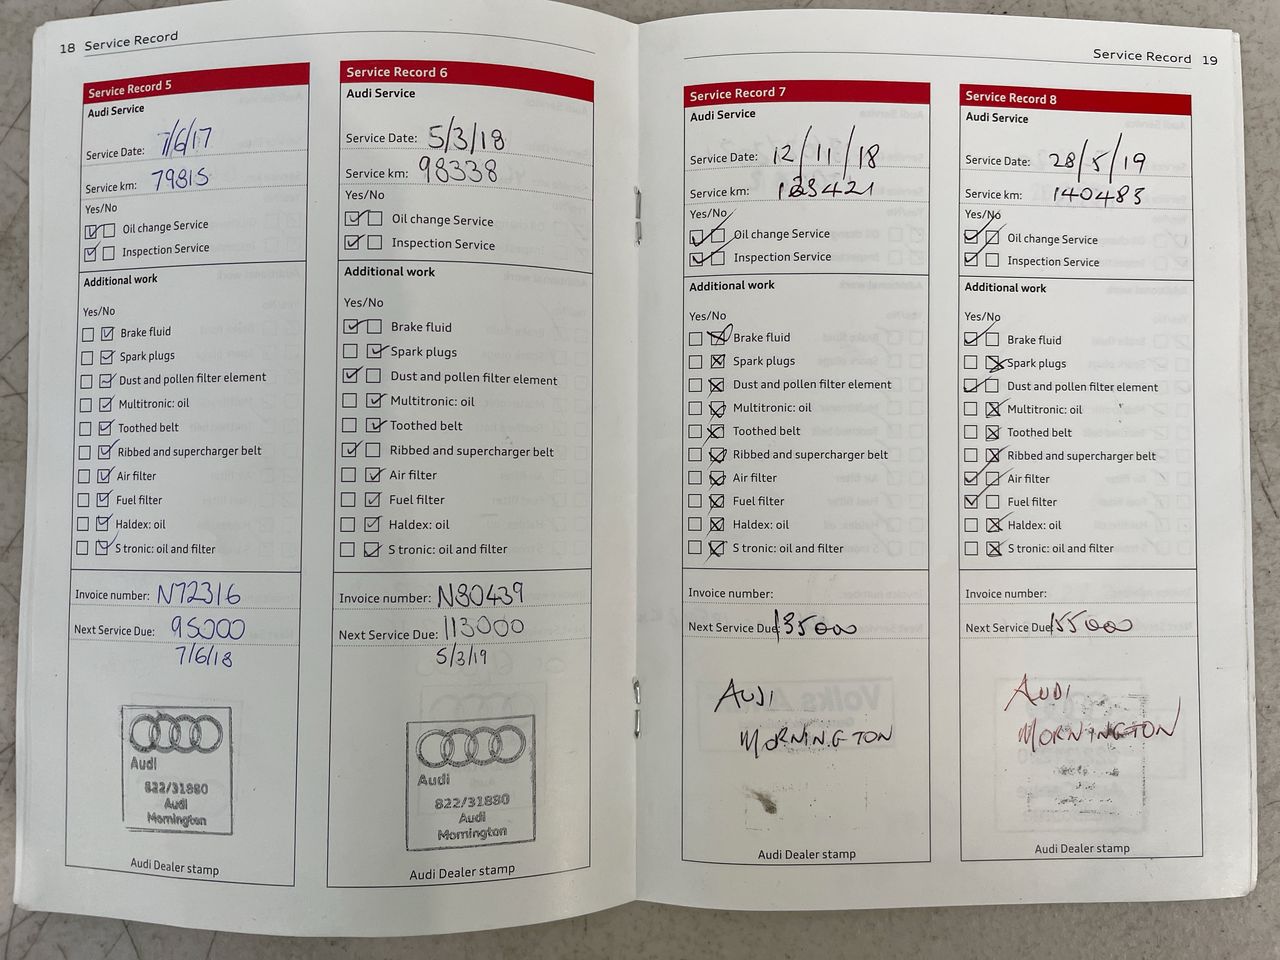 18 Service Record
Service Record 5
Audi Service
Service Date: 7/6/17
Service km: 79815
Yes/No
Oil change Service
Inspection Service
Additional work
Yes/No
Brake fluid
Spark plugs
Dust and pollen filter element
Multitronic: oil
Toothed belt
Ribbed and supercharger belt
Air filter
Fuel filter
Haldex: oil
S tronic: oil and filter
Invoice number: N72316
Next Service Due: 95000
7/6/18
Audi
822/31880
Audi
Mornington
Audi Dealer stamp
Service Record 6
Audi Service
Service Date: 5/3/18
Service km: 98338
Yes/No
Oil change Service
Inspection Service
Additional work
Yes/No
Brake fluid
Spark plugs
Dust and pollen filter element
Multitronic: oil
Toothed belt
Ribbed and supercharger belt
Air filter
Fuel filter
Haldex: oil
S tronic: oil and filter
Invoice number: N80439
Next Service Due: 113000
5/3/19
Audi
822/31880
Audi
Mornington
Audi Dealer stamp
Service Record 19
Service Record 7
Audi Service
Service Date: 12/11/18
Service km: 123421
Yes/No
Oil change Service
Inspection Service
Additional work
Yes/No
Brake fluid
Spark plugs
Dust and pollen filter element
Multitronic: oil
Toothed belt
Ribbed and supercharger belt
Air filter
Fuel filter
Haldex: oil
S tronic: oil and filter
Invoice number:
Next Service Due: 135000
AUDI
MORNINGTON
Audi Dealer stamp
Service Record 8
Audi Service
Service Date: 28/5/19
Service km: 140485
Yes/No
Oil change Service
Inspection Service
Additional work
Yes/No
Brake fluid
Spark plugs
Dust and pollen filter element
Multitronic: oil
Toothed belt
Ribbed and supercharger belt
Air filter
Fuel filter
Haldex: oil
S tronic: oil and filter
Invoice number:
Next Service Due 155000
AUDI
MORNINGTON
Audi Dealer stamp